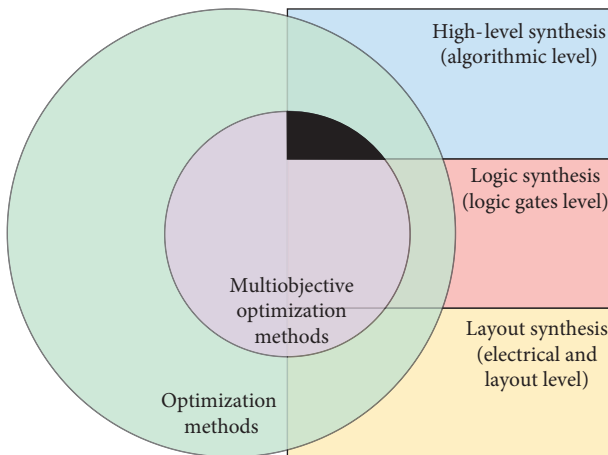 High-level synthesis
(algorithmic level)
Logic synthesis
(logic gates level)
Multiobjective
optimization
methods
Layout synthesis
(electrical and
layout level)
Optimization
methods